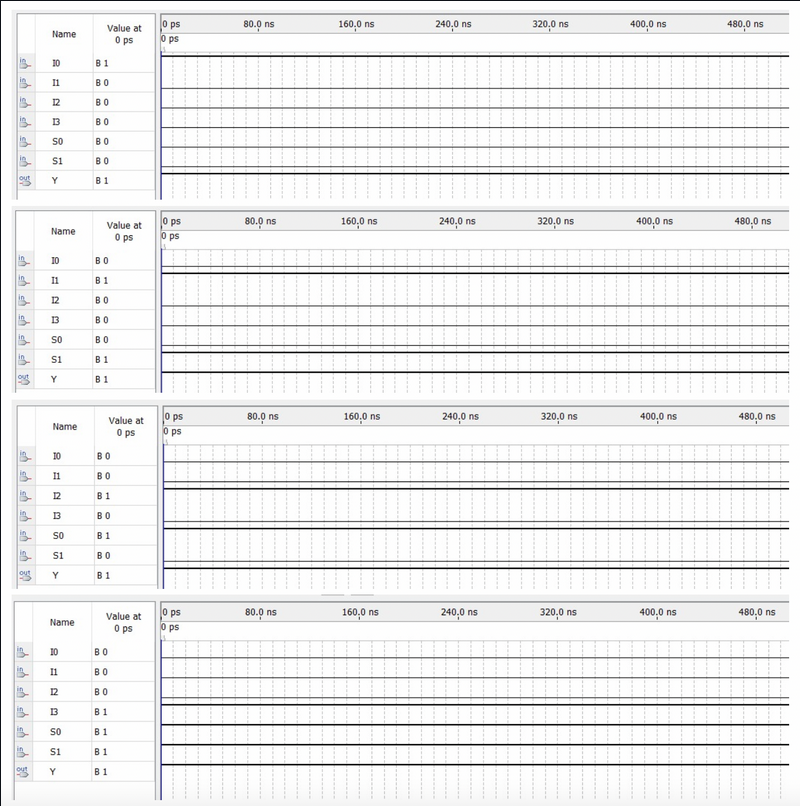 0 ps 80.0 ns 160.0 ns 240.0 ns 320.0 ns 400.0 ns 480.0 ns
Name Value at
0 ps
0 ps
in I0 B 1
in I1 B 0
in I2 B 0
in I3 B 0
in S0 B 0
in S1 B 0
out Y B 1
0 ps 80.0 ns 160.0 ns 240.0 ns 320.0 ns 400.0 ns 480.0 ns
Name Value at
0 ps
0 ps
in I0 B 0
in I1 B 1
in I2 B 0
in I3 B 0
in S0 B 0
in S1 B 1
out Y B 1
0 ps 80.0 ns 160.0 ns 240.0 ns 320.0 ns 400.0 ns 480.0 ns
Name Value at
0 ps
0 ps
in I0 B 0
in I1 B 0
in I2 B 1
in I3 B 0
in S0 B 1
in S1 B 0
out Y B 1
0 ps 80.0 ns 160.0 ns 240.0 ns 320.0 ns 400.0 ns 480.0 ns
Name Value at
0 ps
0 ps
in I0 B 0
in I1 B 0
in I2 B 0
in I3 B 1
in S0 B 1
in S1 B 1
out Y B 1